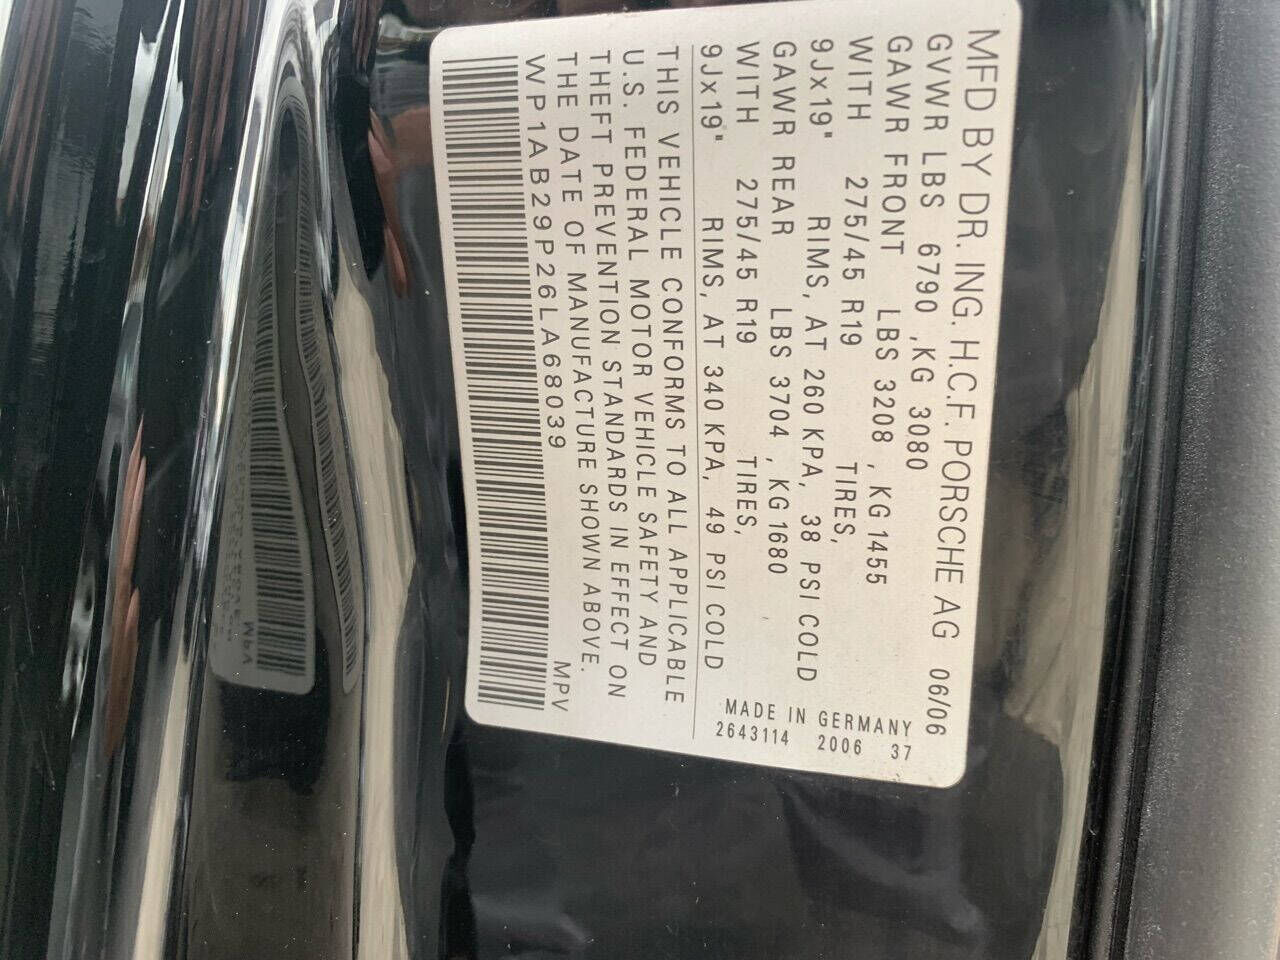 MFD BY DR. ING. H.C.F. PORSCHE AG 06/06
GVWR LBS 6790 ,KG 3080
GAWR FRONT LBS 3208 , KG 1455
WITH 275/45 R19 TIRES,
9Jx19" RIMS, AT 260 KPA, 38 PSI COLD
GAWR REAR LBS 3704 , KG 1680
WITH 275/45 R19 TIRES,
9Jx19" RIMS, AT 340 KPA, 49 PSI COLD
MADE IN GERMANY
2643114 2006 37
THIS VEHICLE CONFORMS TO ALL APPLICABLE
U.S. FEDERAL MOTOR VEHICLE SAFETY AND
THEFT PREVENTION STANDARDS IN EFFECT ON
THE DATE OF MANUFACTURE SHOWN ABOVE.
WP1AB29P26LA68039 MPV